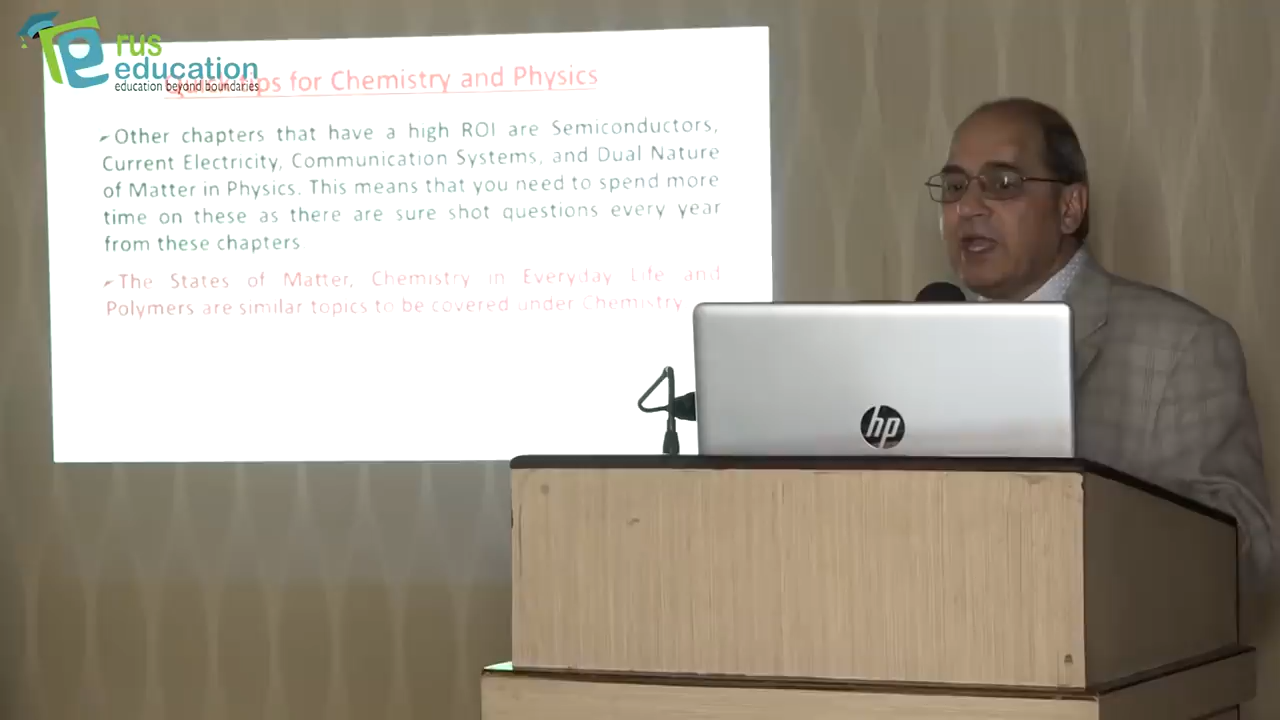 rus
education
education beyond boundaries
Quick tips for Chemistry and Physics
Other chapters that have a high ROI are Semiconductors,
Current Electricity, Communication Systems, and Dual Nature
of Matter in Physics. This means that you need to spend more
time on these as there are sure shot questions every year
from these chapters.
The States of Matter, Chemistry in Everyday Life and
Polymers are similar topics to be covered under Chemistry.
hp